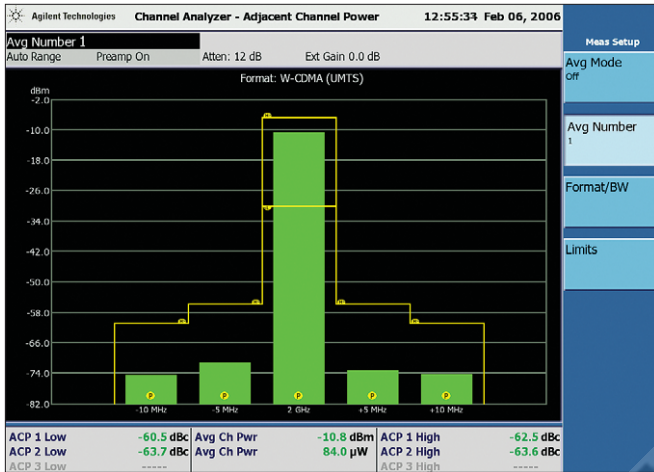 Agilent Technologies Channel Analyzer - Adjacent Channel Power 12:55:37 Feb 06, 2006
Meas Setup
Avg Number 1
Auto Range Preamp On Atten: 12 dB Ext Gain 0.0 dB
Avg Mode
Off
Format: W-CDMA (UMTS)
dBm
-2.0
-10.0
-18.0
-26.0
-34.0
-42.0
-50.0
-58.0
-66.0
-74.0
-82.0
P P P P P
-10 MHz -5 MHz 2 GHz +5 MHz +10 MHz
Avg Number
1
Format/BW
Limits
ACP 1 Low -60.5 dBc Avg Ch Pwr -10.8 dBm ACP 1 High -62.5 dBc
ACP 2 Low -63.7 dBc Avg Ch Pwr 84.0 µW ACP 2 High -63.6 dBc
ACP 3 Low ----- ACP 3 High -----